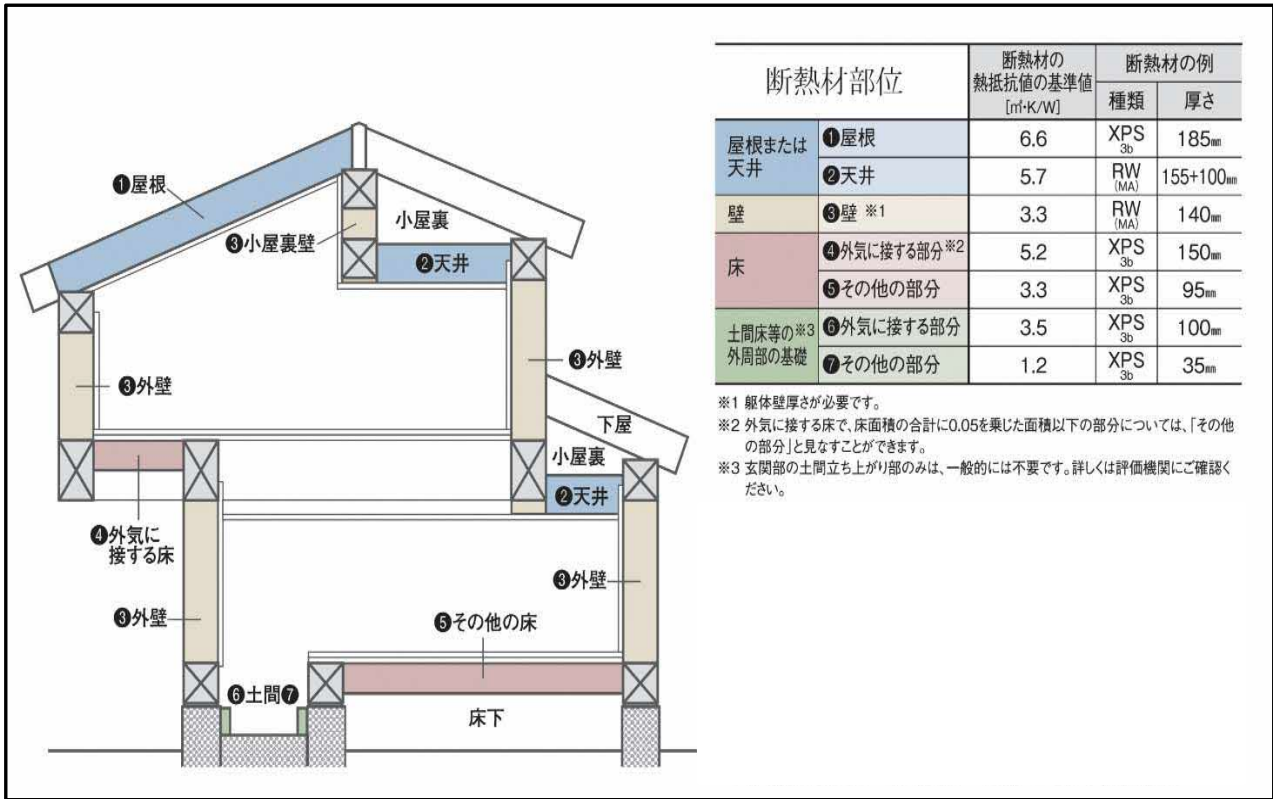 ❶屋根
小屋裏
❸小屋裏壁
❷天井
❸外壁
❸外壁
下屋
小屋裏
❷天井
❹外気に
接する床
❸外壁
❸外壁
❺その他の床
❻土間❼
床下
断熱材部位
断熱材の
熱抵抗値の基準値
[㎡·K/W]
断熱材の例
種類 厚さ
屋根または
天井
❶屋根 6.6 XPS 3b 185㎜
❷天井 5.7 RW (MA) 155+100㎜
壁 ❸壁 ※1 3.3 RW (MA) 140㎜
床
❹外気に接する部分※2 5.2 XPS 3b 150㎜
❺その他の部分 3.3 XPS 3b 95㎜
土間床等の※3
外周部の基礎
❻外気に接する部分 3.5 XPS 3b 100㎜
❼その他の部分 1.2 XPS 3b 35㎜
※1 躯体壁厚さが必要です。
※2 外気に接する床で、床面積の合計に0.05を乗じた面積以下の部分については、「その他
の部分」と見なすことができます。
※3 玄関部の土間立ち上がり部のみは、一般的には不要です。詳しくは評価機関にご確認く
ださい。